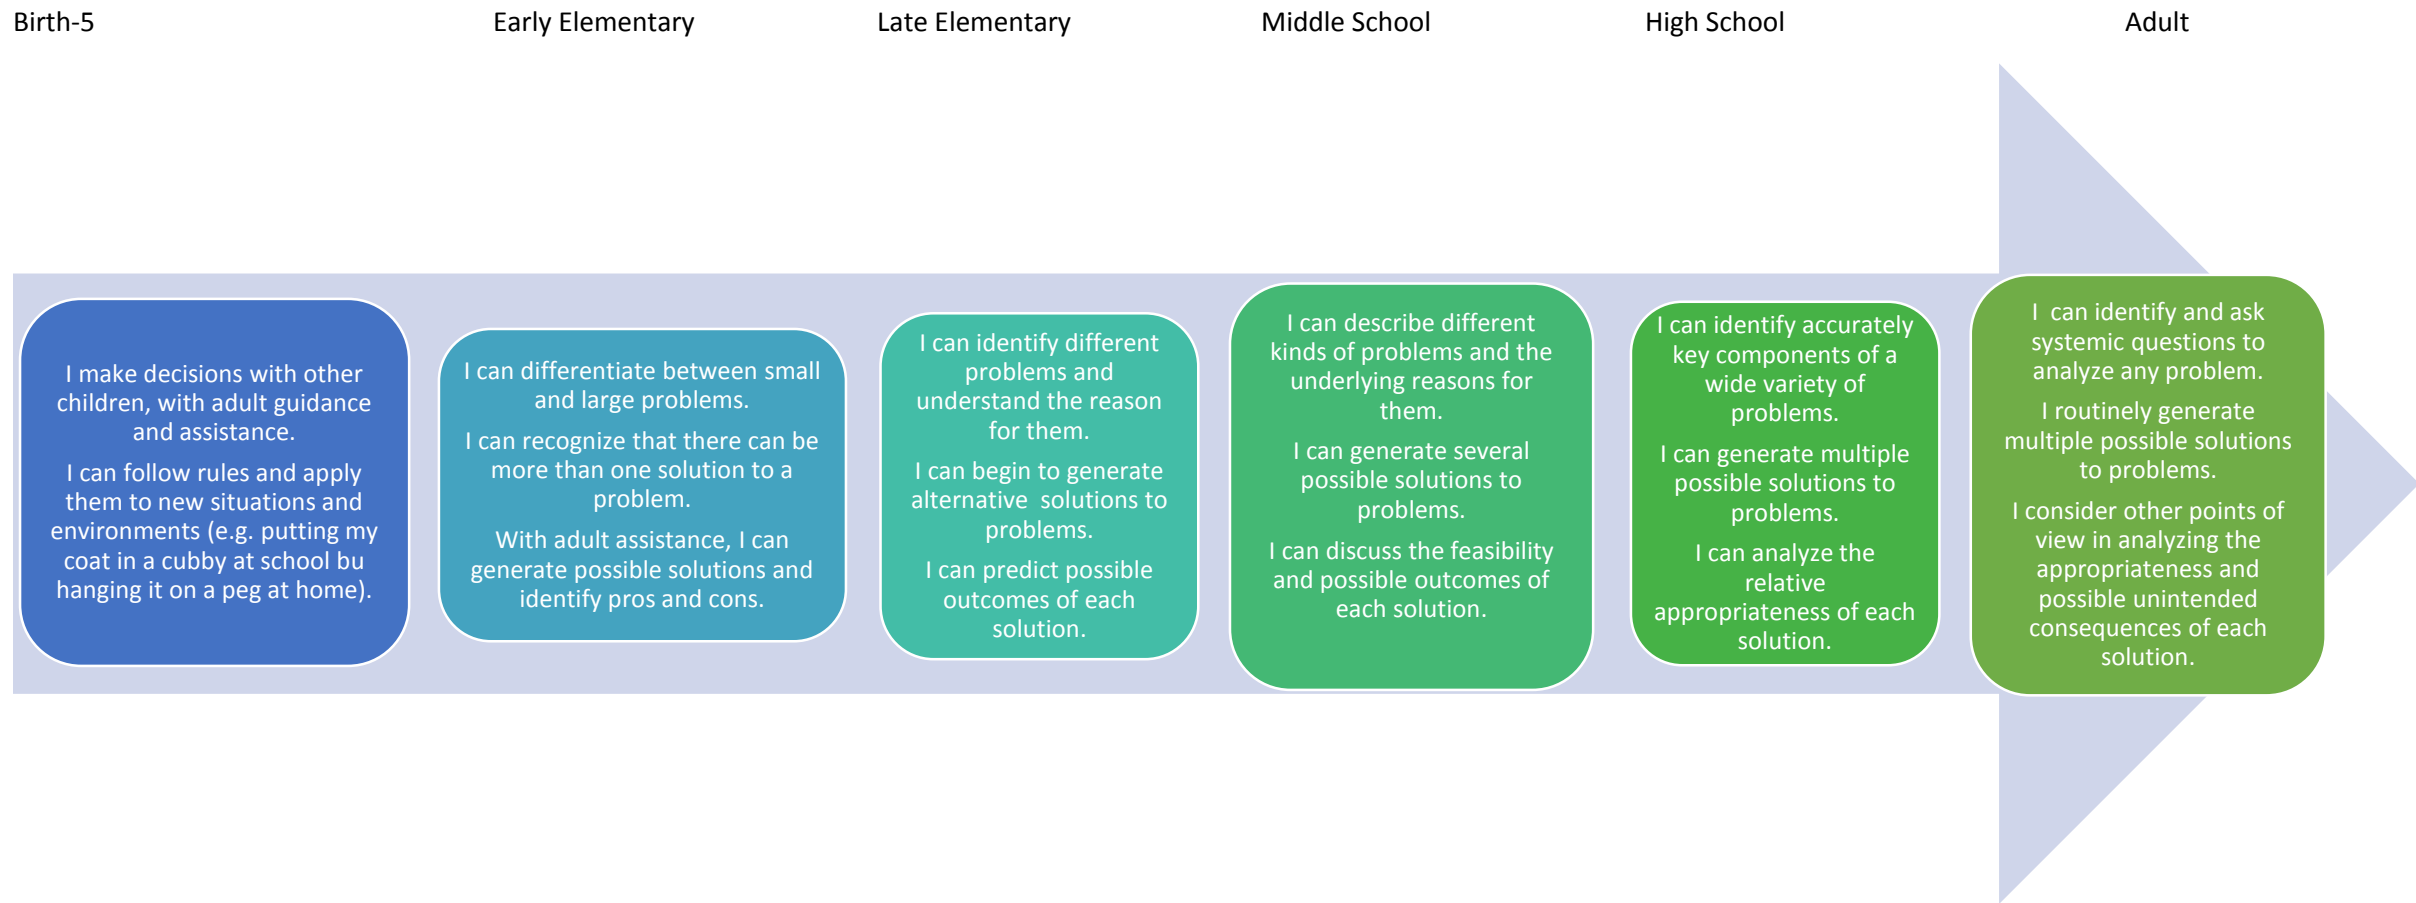 Birth-5
Early Elementary
Late Elementary
Middle School
High School
Adult
I make decisions with other
children, with adult guidance
and assistance.
I can follow rules and apply
them to new situations and
environments (e.g. putting my
coat in a cubby at school bu
hanging it on a peg at home).
I can differentiate between small
and large problems.
I can recognize that there can be
more than one solution to a
problem.
With adult assistance, I can
generate possible solutions and
identify pros and cons.
I can identify different
problems and
understand the reason
for them.
I can begin to generate
alternative  solutions to
problems.
I can predict possible
outcomes of each
solution.
I can describe different
kinds of problems and the
underlying reasons for
them.
I can generate several
possible solutions to
problems.
I can discuss the feasibility
and possible outcomes of
each solution.
I can identify accurately
key components of a
wide variety of
problems.
I can generate multiple
possible solutions to
problems.
I can analyze the
relative
appropriateness of each
solution.
I  can identify and ask
systemic questions to
analyze any problem.
I routinely generate
multiple possible solutions
to problems.
I consider other points of
view in analyzing the
appropriateness and
possible unintended
consequences of each
solution.